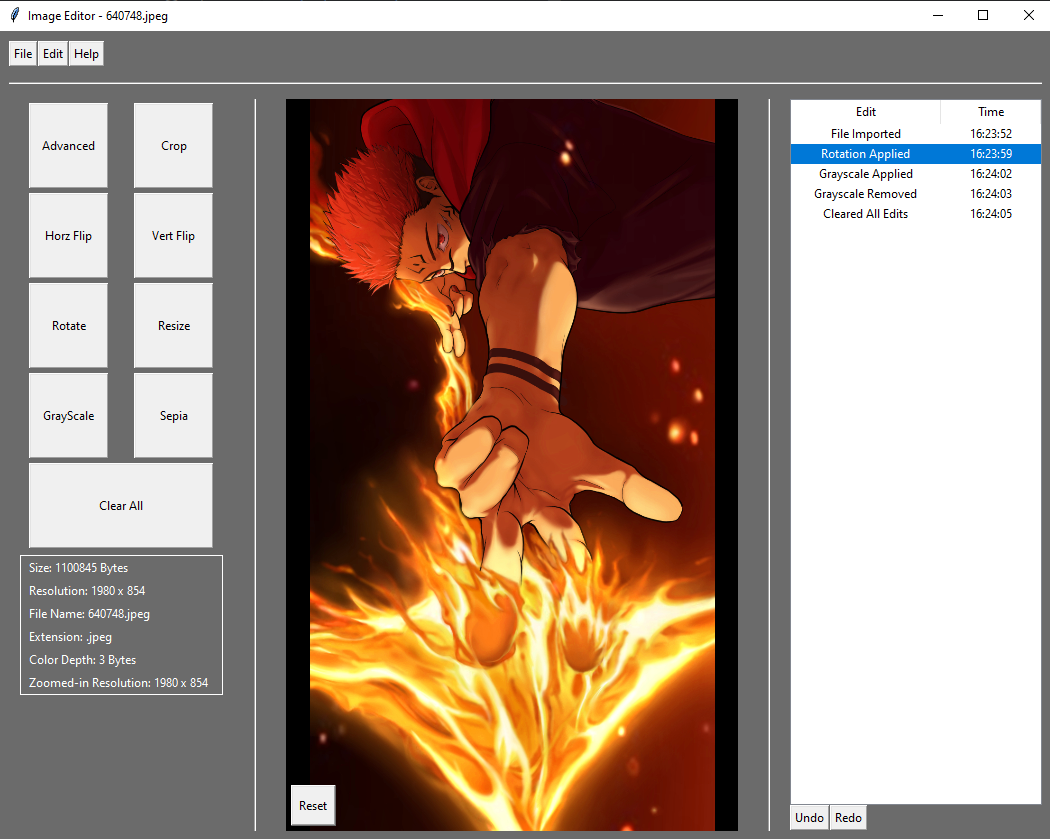 Image Editor - 640748.jpeg
File Edit Help
Advanced Crop
Horz Flip Vert Flip
Rotate Resize
GrayScale Sepia
Clear All
Size: 1100845 Bytes
Resolution: 1980 x 854
File Name: 640748.jpeg
Extension: .jpeg
Color Depth: 3 Bytes
Zoomed-in Resolution: 1980 x 854
Reset
Edit Time
File Imported 16:23:52
Rotation Applied 16:23:59
Grayscale Applied 16:24:02
Grayscale Removed 16:24:03
Cleared All Edits 16:24:05
Undo Redo